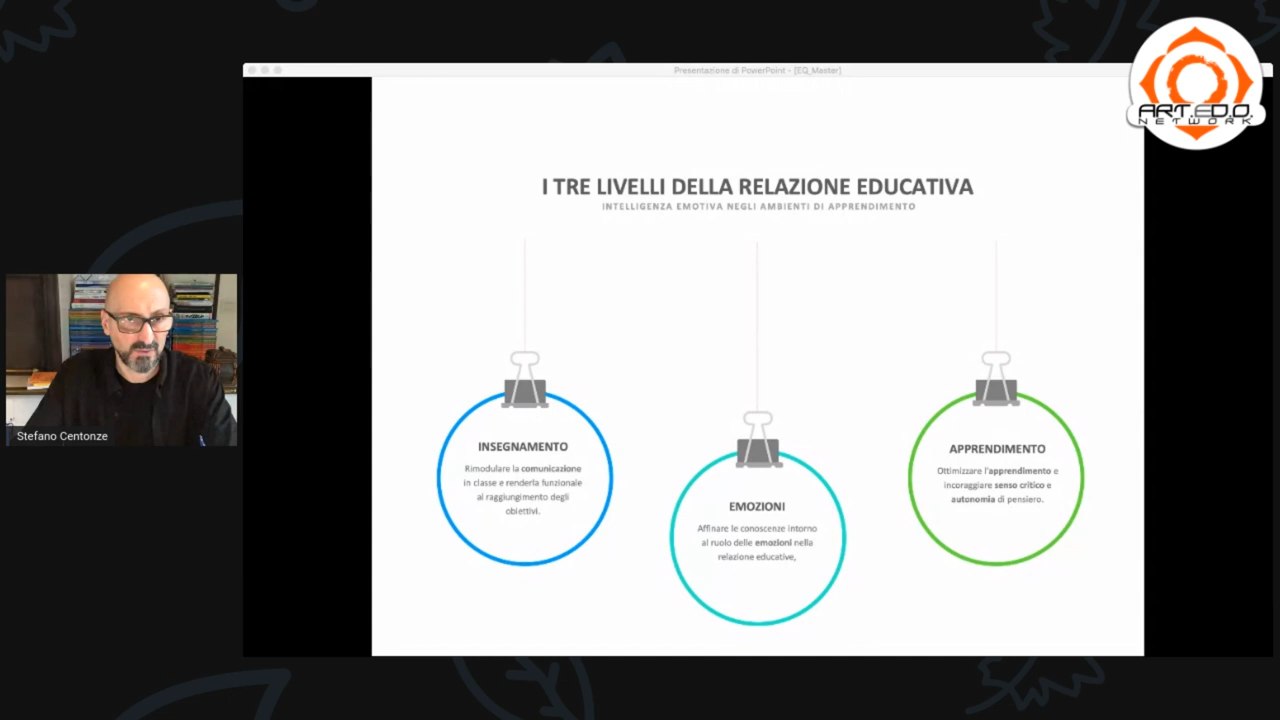 Presentazione di PowerPoint - [EQ_Master]
ART.E.D.O.
NETWORK
I TRE LIVELLI DELLA RELAZIONE EDUCATIVA
INTELLIGENZA EMOTIVA NEGLI AMBIENTI DI APPRENDIMENTO
INSEGNAMENTO
Rimodulare la comunicazione
in classe e renderla funzionale
al raggiungimento degli
obiettivi.
EMOZIONI
Affinare le conoscenze intorno
al ruolo delle emozioni nella
relazione educative,
APPRENDIMENTO
Ottimizzare l'apprendimento e
incoraggiare senso critico e
autonomia di pensiero.
Stefano Centonze